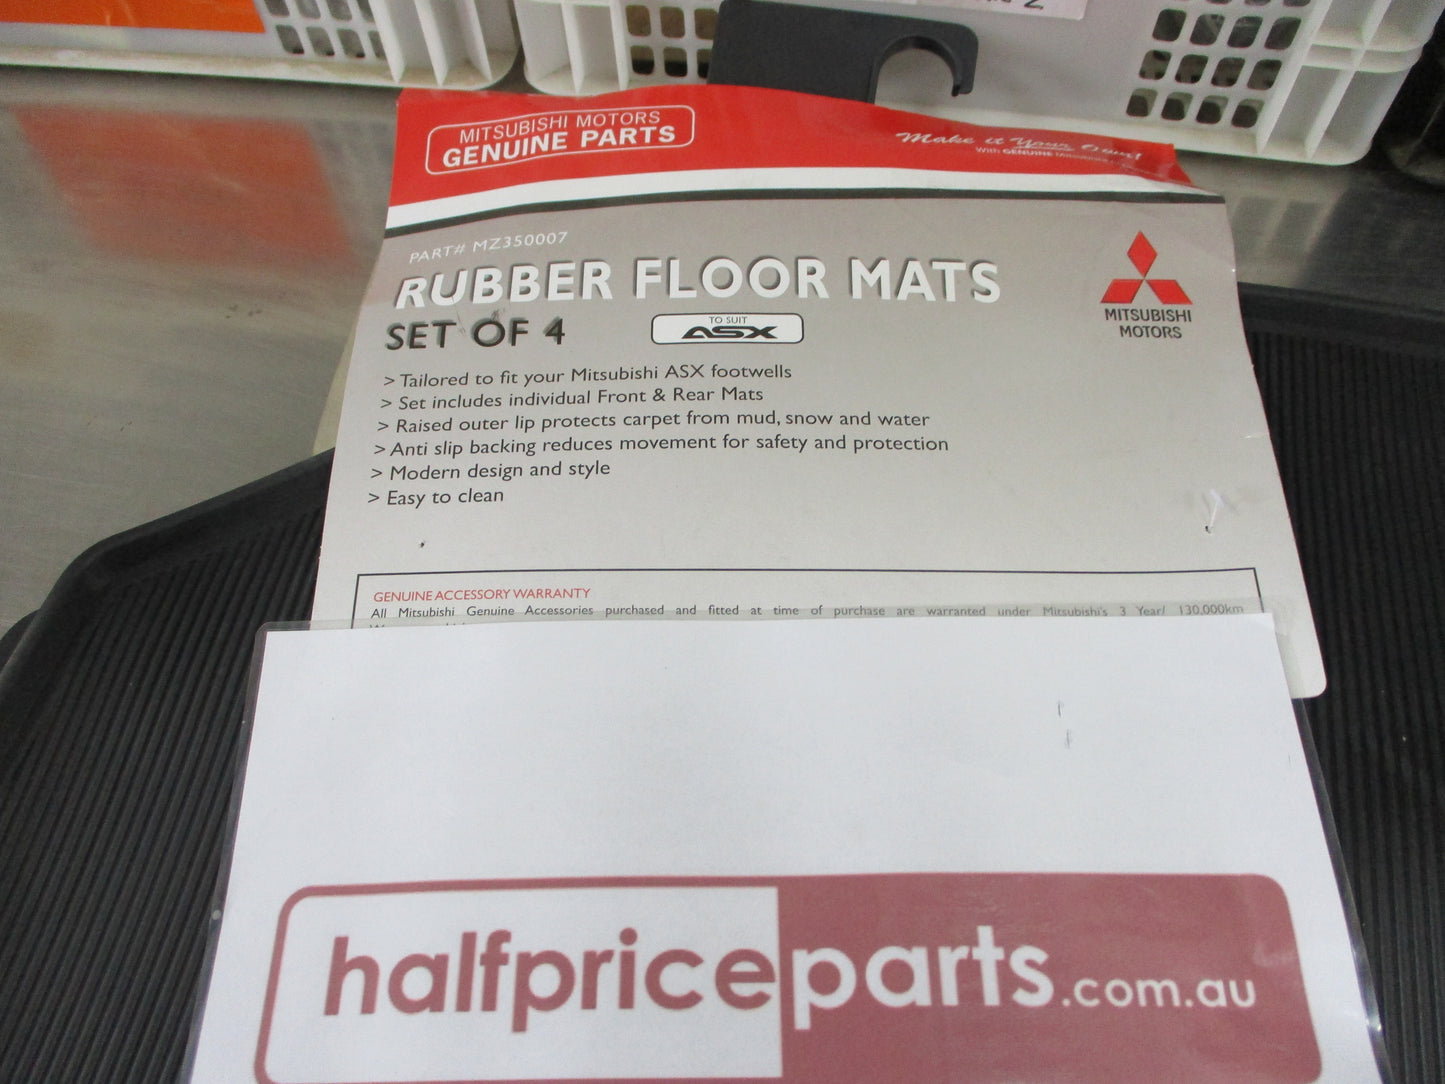 MITSUBISHI MOTORS
GENUINE PARTS
Make it Your Own!
With GENUINE Mitsubishi
PART# MZ350007
RUBBER FLOOR MATS
SET OF 4
TO SUIT
ASX
MITSUBISHI
MOTORS
> Tailored to fit your Mitsubishi ASX footwells
> Set includes individual Front & Rear Mats
> Raised outer lip protects carpet from mud, snow and water
> Anti slip backing reduces movement for safety and protection
> Modern design and style
> Easy to clean
GENUINE ACCESSORY WARRANTY
All Mitsubishi Genuine Accessories purchased and fitted at time of purchase are warranted under Mitsubishi's 3 Year/ 130,000km
halfpriceparts.com.au